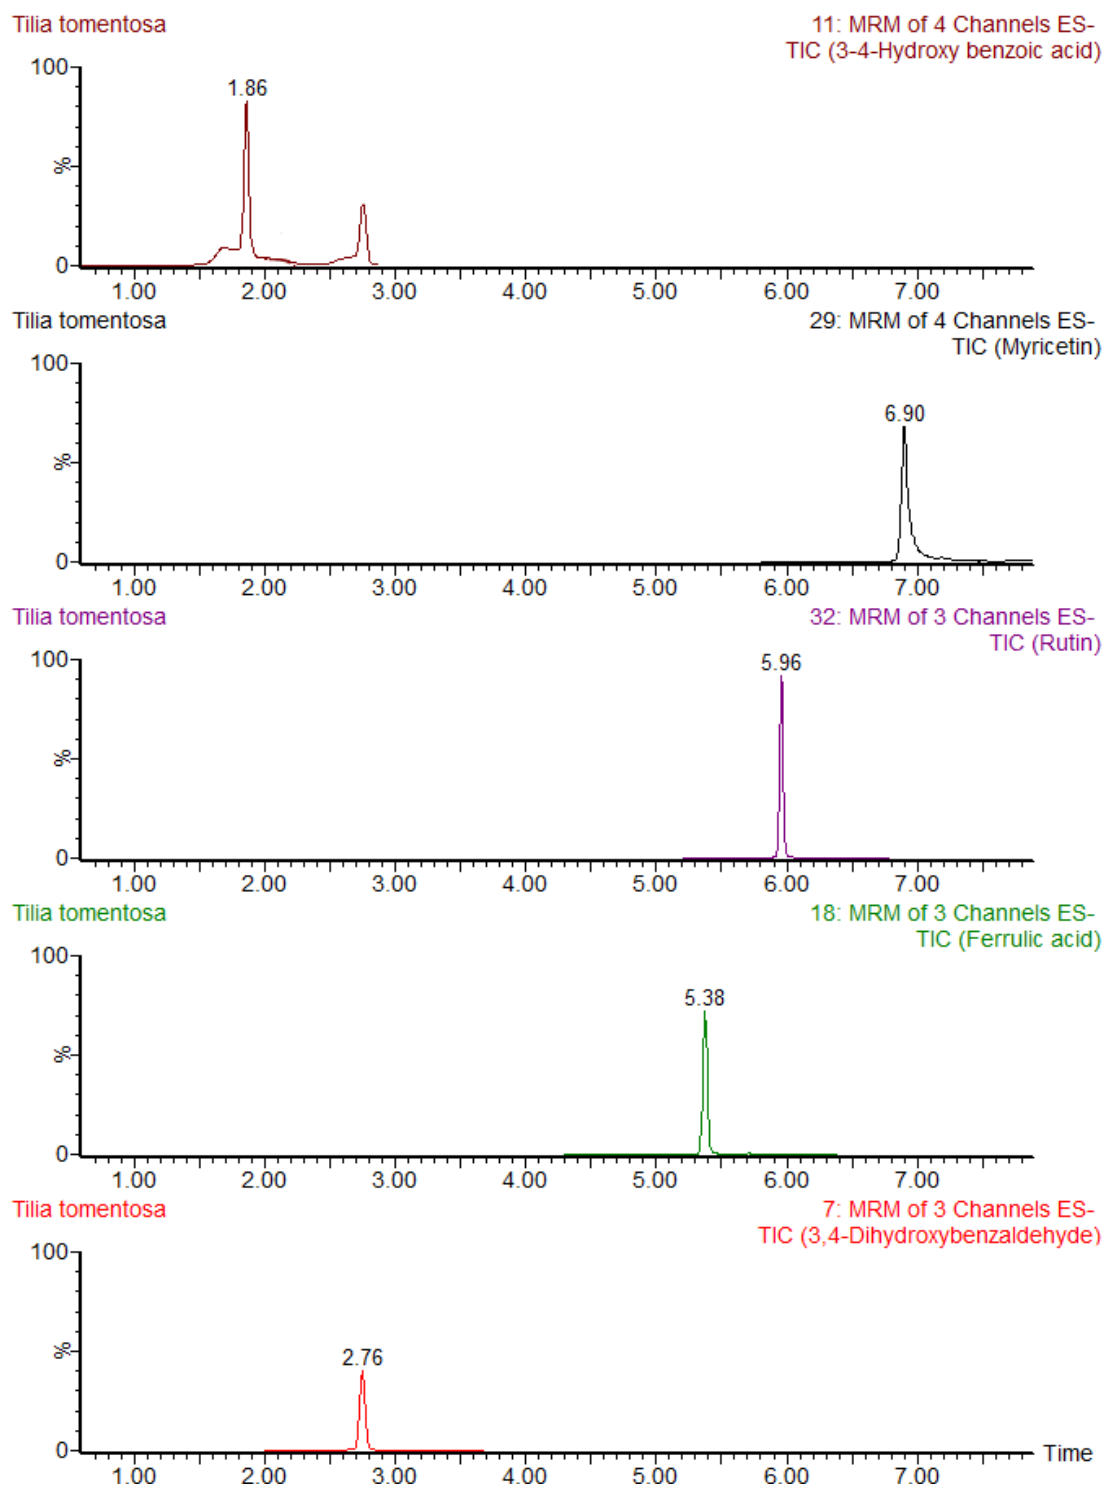 Tilia tomentosa
11: MRM of 4 Channels ES-
TIC (3-4-Hydroxy benzoic acid)
100
1.86
%
0
1.00 2.00 3.00 4.00 5.00 6.00 7.00
Tilia tomentosa
29: MRM of 4 Channels ES-
TIC (Myricetin)
100
6.90
%
0
1.00 2.00 3.00 4.00 5.00 6.00 7.00
Tilia tomentosa
32: MRM of 3 Channels ES-
TIC (Rutin)
100
5.96
%
0
1.00 2.00 3.00 4.00 5.00 6.00 7.00
Tilia tomentosa
18: MRM of 3 Channels ES-
TIC (Ferrulic acid)
100
5.38
%
0
1.00 2.00 3.00 4.00 5.00 6.00 7.00
Tilia tomentosa
7: MRM of 3 Channels ES-
TIC (3,4-Dihydroxybenzaldehyde)
100
2.76
%
0
Time
1.00 2.00 3.00 4.00 5.00 6.00 7.00